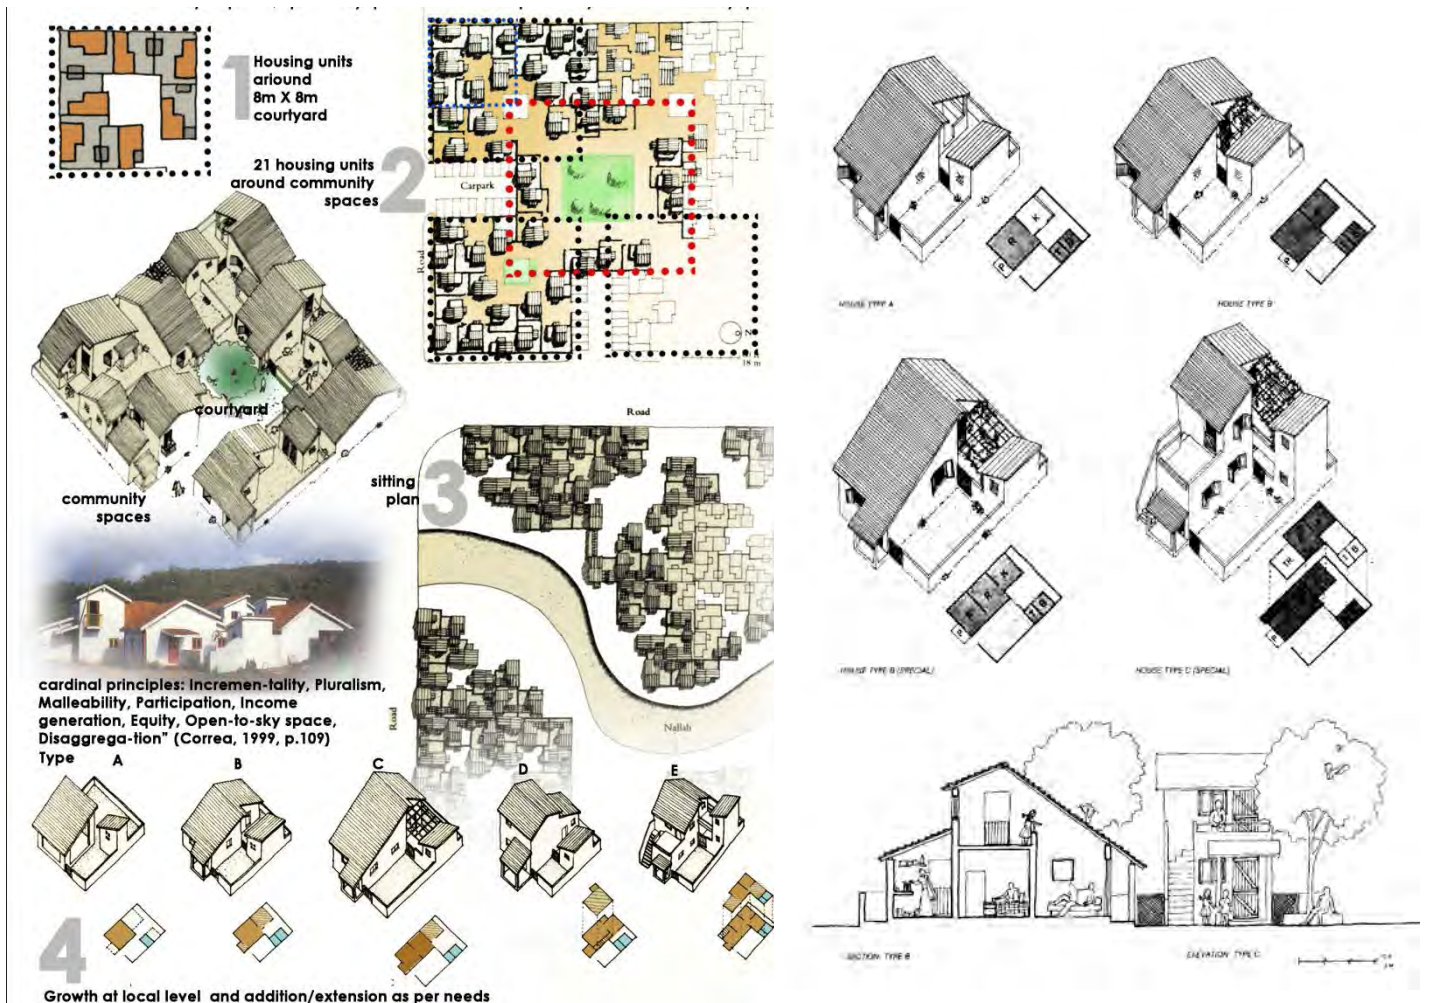 1
Housing units
ariound
8m X 8m
courtyard
2
21 housing units
around community
spaces
Carpark
Road
N
18 m
courtyard
community
spaces
Road
3
sitting
plan
Road
Nallah
cardinal principles: Incremen-tality, Pluralism,
Malleability, Participation, Income
generation, Equity, Open-to-sky space,
Disaggrega-tion" (Correa, 1999, p.109)
Type
A
B
C
D
E
4
Growth at local level and addition/extension as per needs
K
R
P
HOUSE TYPE A
P
HOUSE TYPE B
K
R
R
P
T
B
HOUSE TYPE B (SPECIAL)
TR
T
B
P
HOUSE TYPE C (SPECIAL)
SECTION: TYPE B
ELEVATION TYPE C